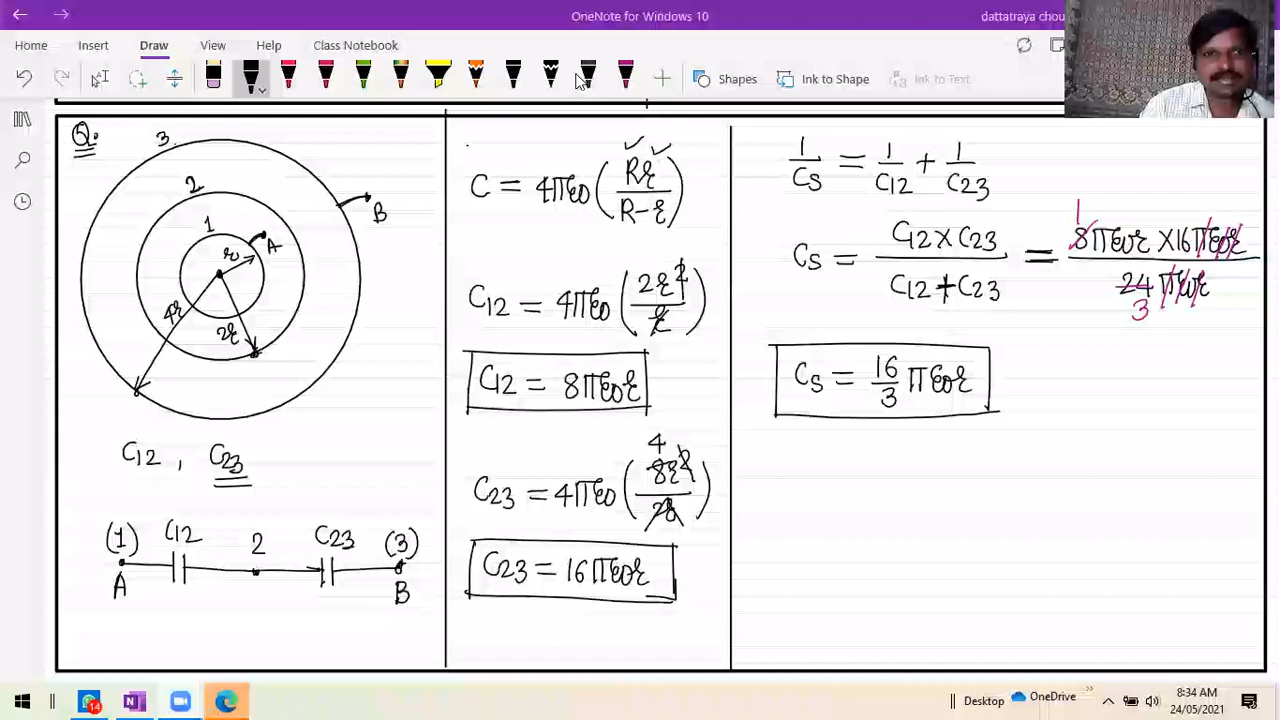 OneNote for Windows 10
dattatraya chou
Home Insert Draw View Help Class Notebook
Shapes Ink to Shape Ink to Text
Q.
3.
2
1
A
B
r
2r
4r
C12 , C23
(1) C12 2 C23 (3)
A B
C = 4πε0 (Rr / R-r)
C12 = 4πε0 (2r² / r)
C12 = 8πε0r
4
C23 = 4πε0 (8r² / 2r)
C23 = 16πε0r
1/CS = 1/C12 + 1/C23
1
CS = C12 X C23 / C12 + C23 = 8πε0r X 16πε0r / 24πε0r
3
CS = 16/3 πε0r
14
Desktop OneDrive
8:34 AM
24/05/2021